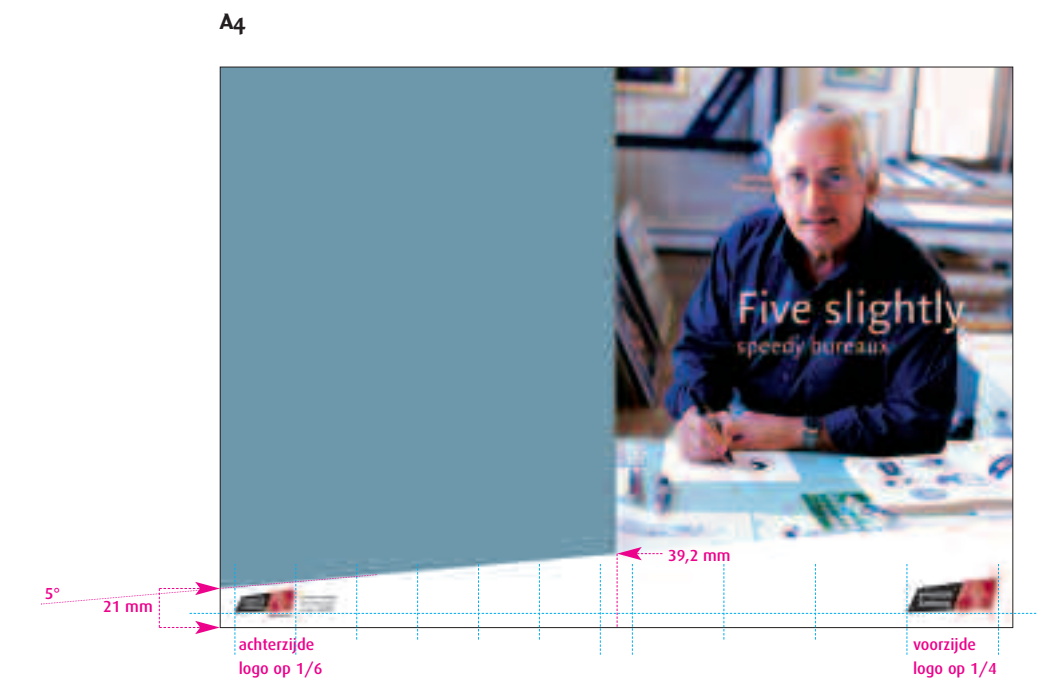 A4
Five slightly
speedy bureaux
39,2 mm
5°
21 mm
achterzijde
logo op 1/6
voorzijde
logo op 1/4